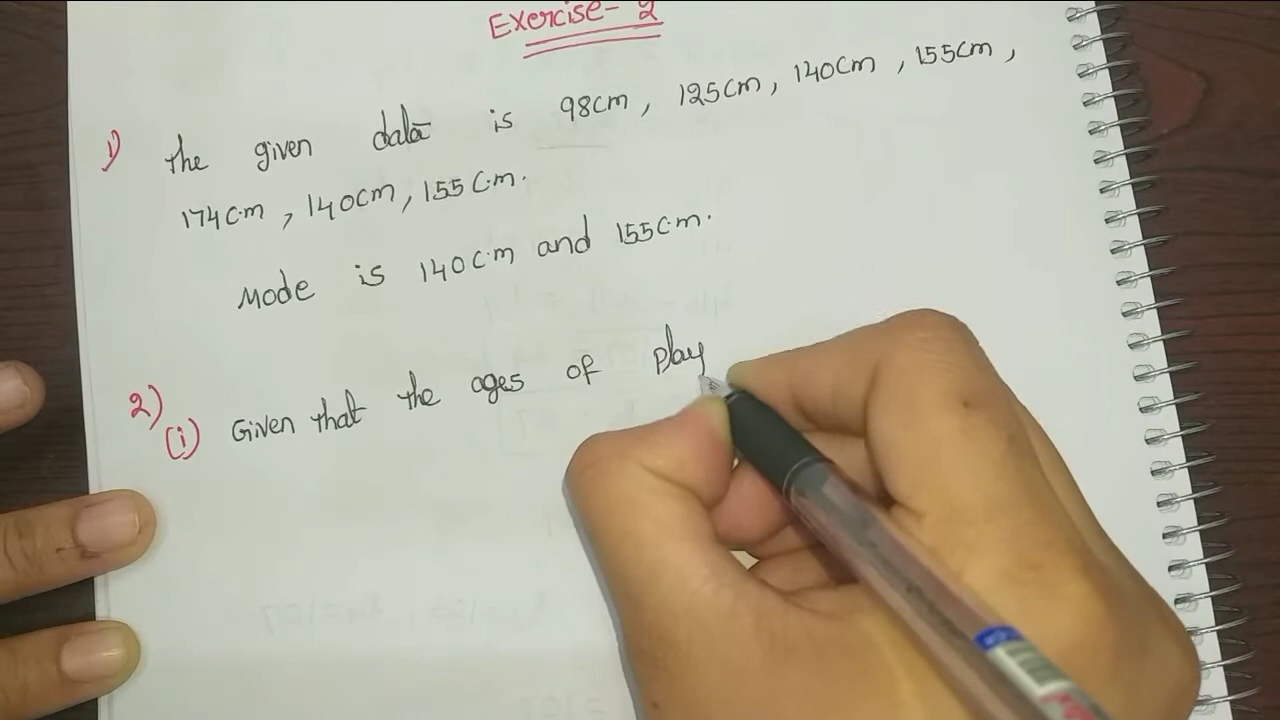 Exercise- 2
1) The given data is 98cm, 125cm, 140cm, 155cm,
174cm, 140cm, 155cm.
Mode is 140cm and 155cm.
2)
(i) Given that the ages of play